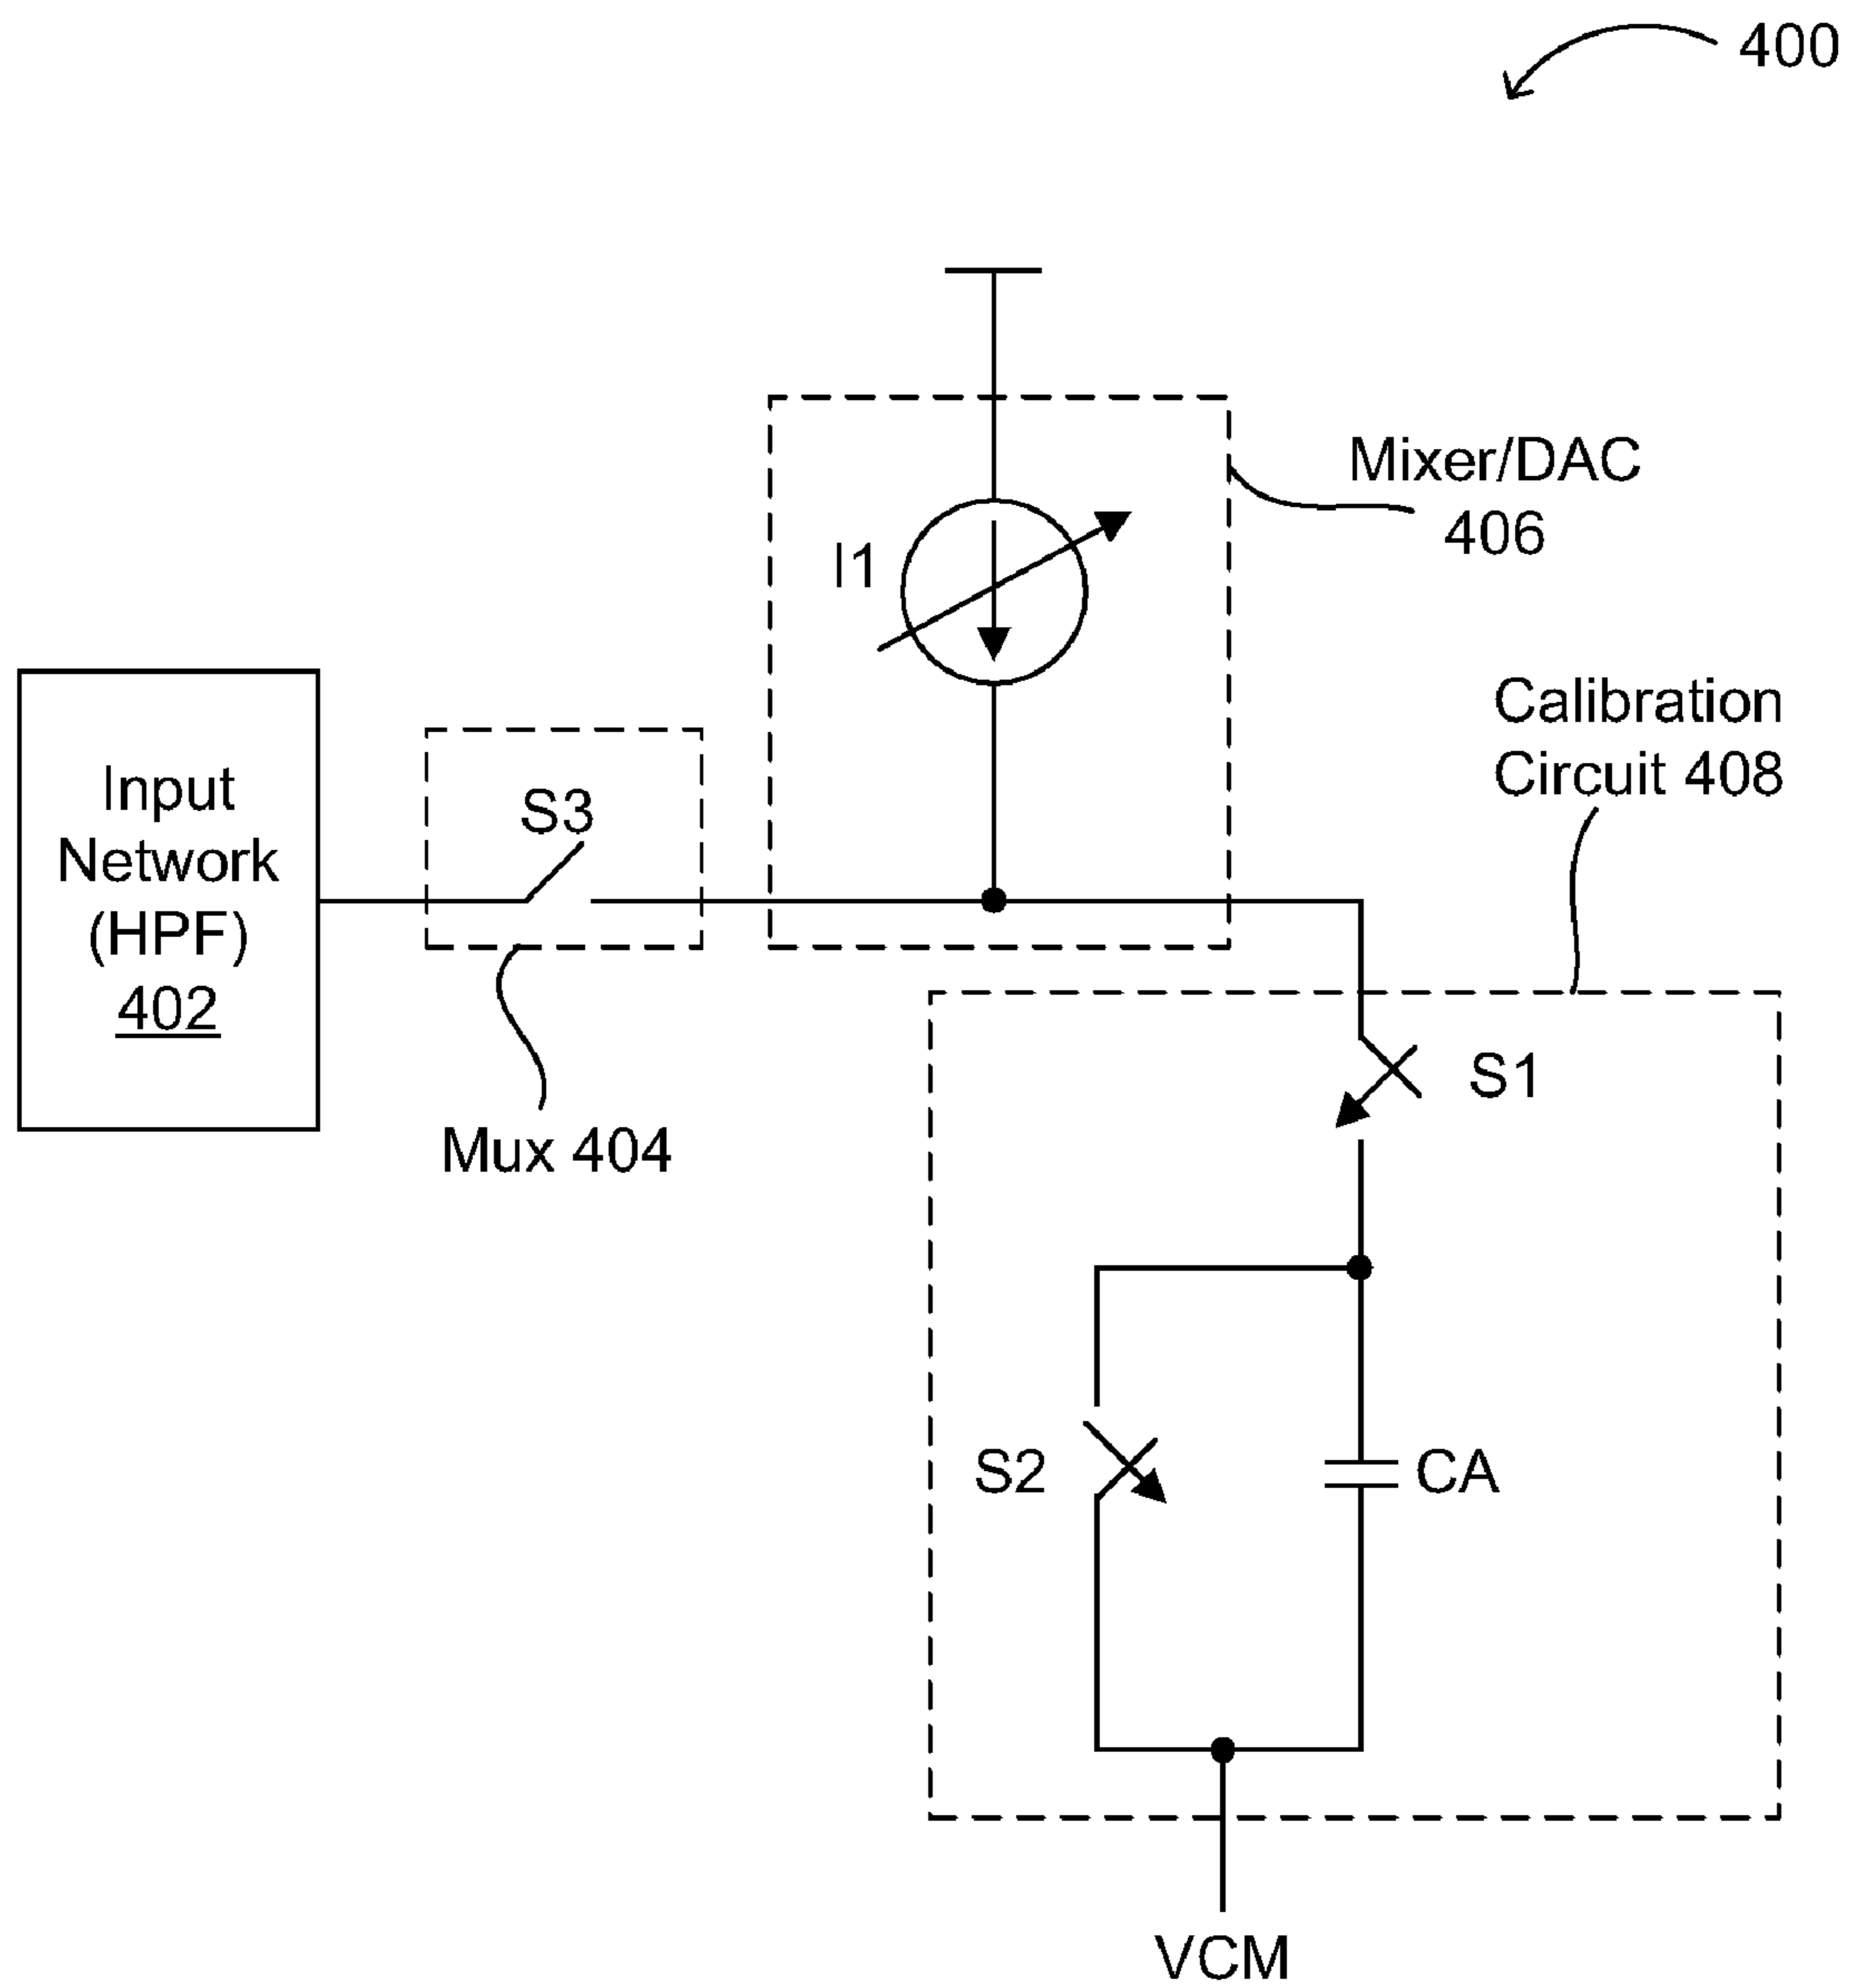 400
Mixer/DAC
406
I1
Calibration
Circuit 408
Input
Network
(HPF)
402
S3
Mux 404
S1
S2
CA
VCM